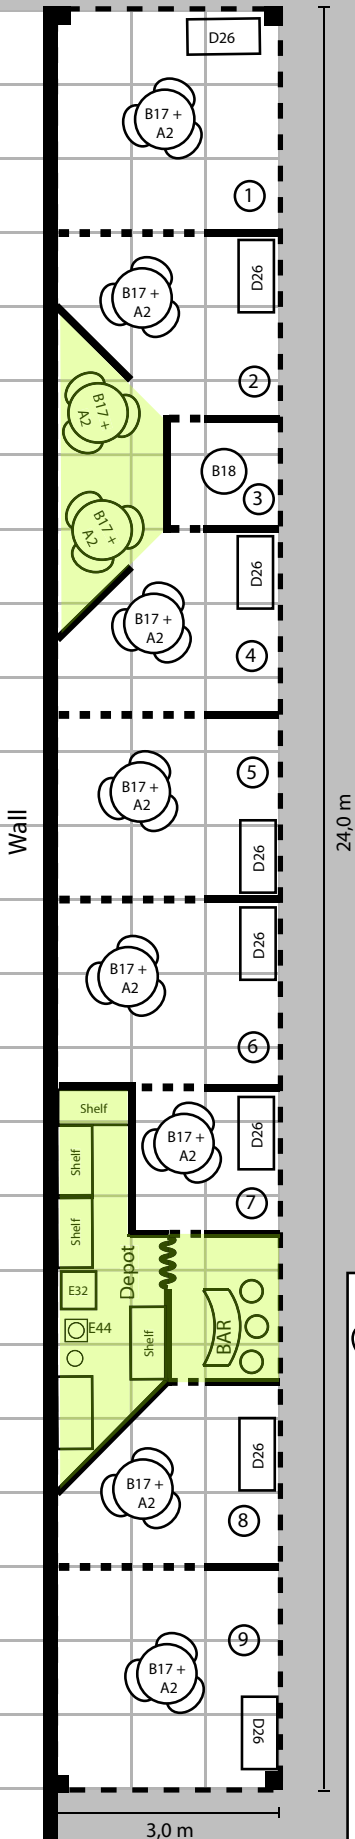 D26
B17 +
A2
1
D26
B17 +
A2
2
B17 +
A2
B18
3
B17 +
A2
D26
B17 +
A2
4
5
B17 +
A2
D26
Wall
24,0 m
D26
B17 +
A2
6
Shelf
D26
B17 +
A2
Shelf
7
Shelf
Depot
E32
E44
Shelf
BAR
D26
B17 +
A2
8
9
B17 +
A2
D26
3,0 m